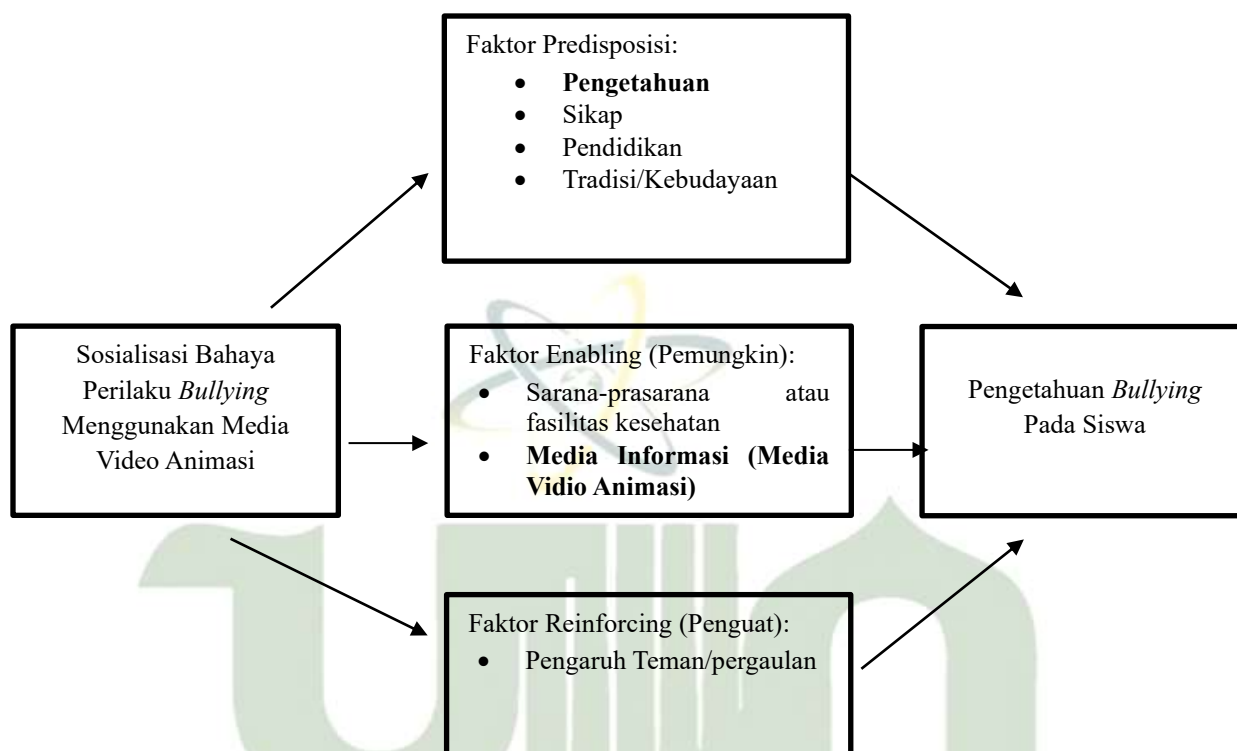 Faktor Predisposisi:
• Pengetahuan
• Sikap
• Pendidikan
• Tradisi/Kebudayaan
Sosialisasi Bahaya
Perilaku Bullying
Menggunakan Media
Video Animasi
Faktor Enabling (Pemungkin):
• Sarana-prasarana atau
fasilitas kesehatan
• Media Informasi (Media
Vidio Animasi)
Pengetahuan Bullying
Pada Siswa
Faktor Reinforcing (Penguat):
• Pengaruh Teman/pergaulan